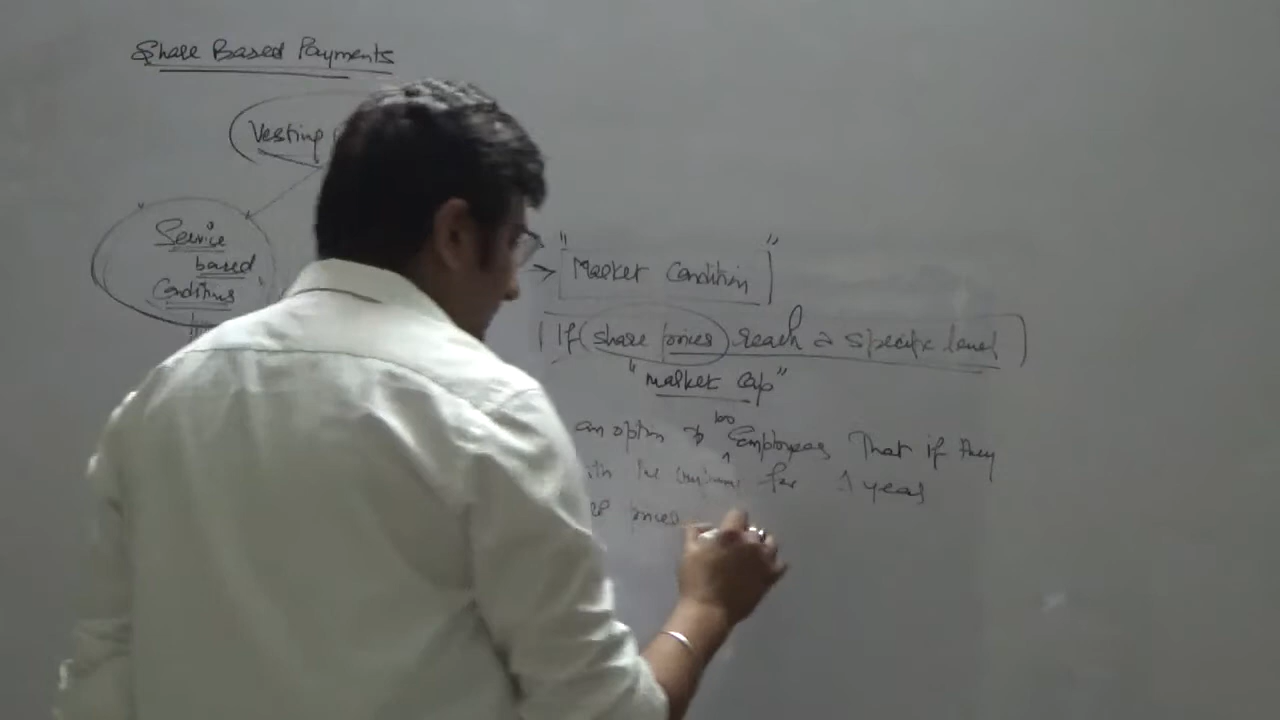 Share Based Payments
Vesting
Service
based
Conditions
"Market Condition"
If (share prices) reach a specific level
"market cap"
an option to 100 Employees That if they
the company for 1 year
prices